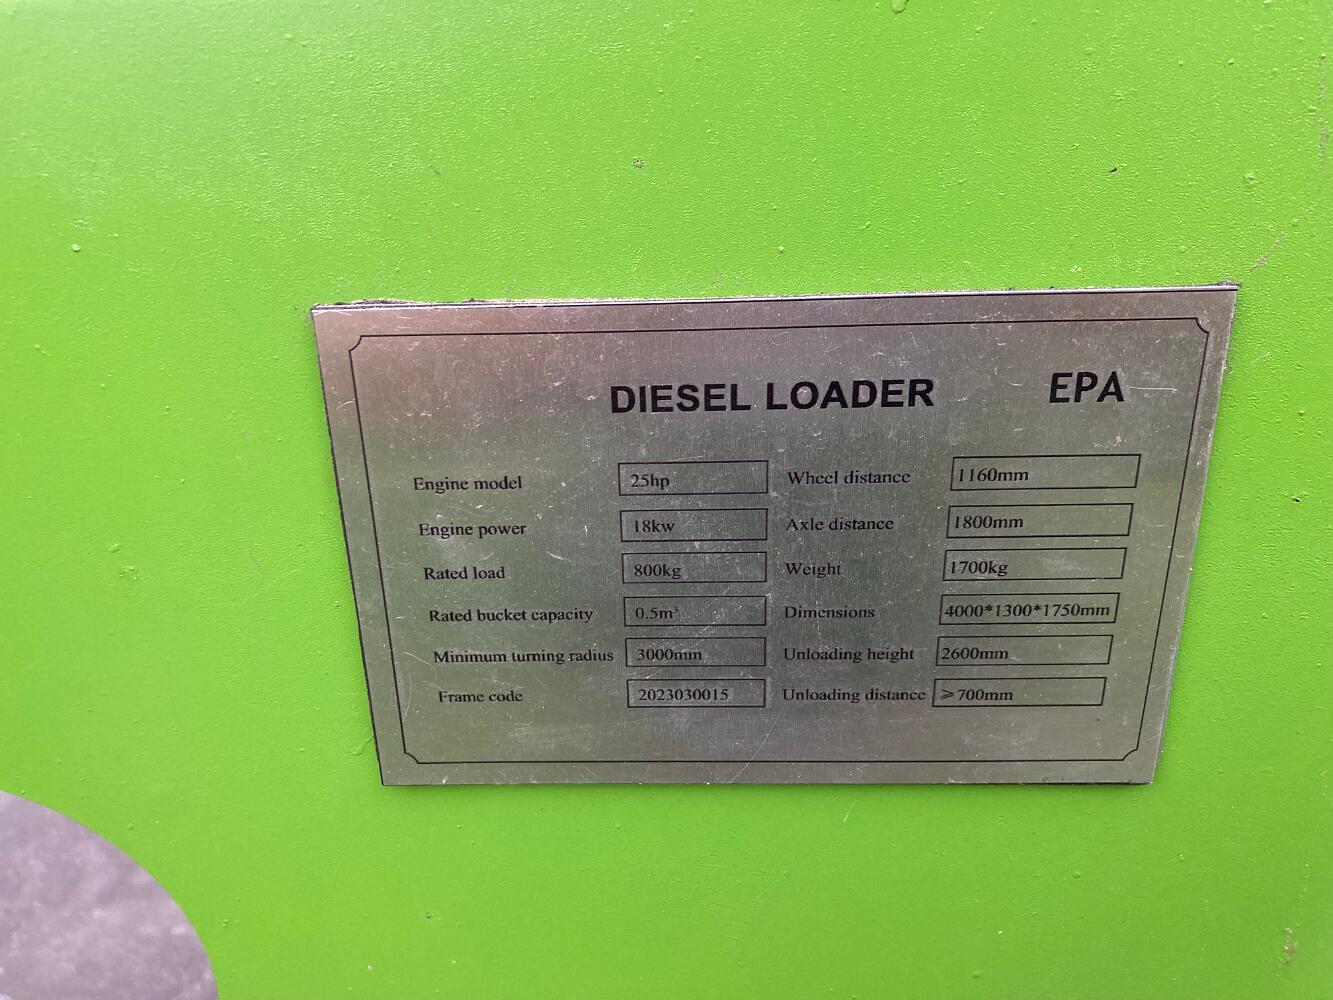 DIESEL LOADER EPA
Engine model 25hp Wheel distance 1160mm
Engine power 18kw Axle distance 1800mm
Rated load 800kg Weight 1700kg
Rated bucket capacity 0.5m³ Dimensions 4000*1300*1750mm
Minimum turning radius 3000mm Unloading height 2600mm
Frame code 2023030015 Unloading distance ≥700mm